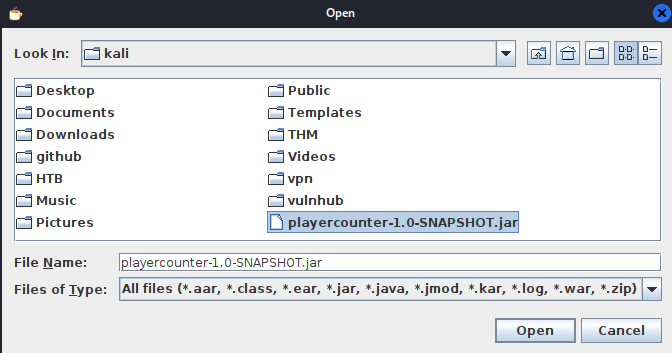 Open
Look In: kali
Desktop
Documents
Downloads
github
HTB
Music
Pictures
Public
Templates
THM
Videos
vpn
vulnhub
playercounter-1.0-SNAPSHOT.jar
File Name: playercounter-1.0-SNAPSHOT.jar
Files of Type: All files (*.aar, *.class, *.ear, *.jar, *.java, *.jmod, *.kar, *.log, *.war, *.zip)
Open Cancel